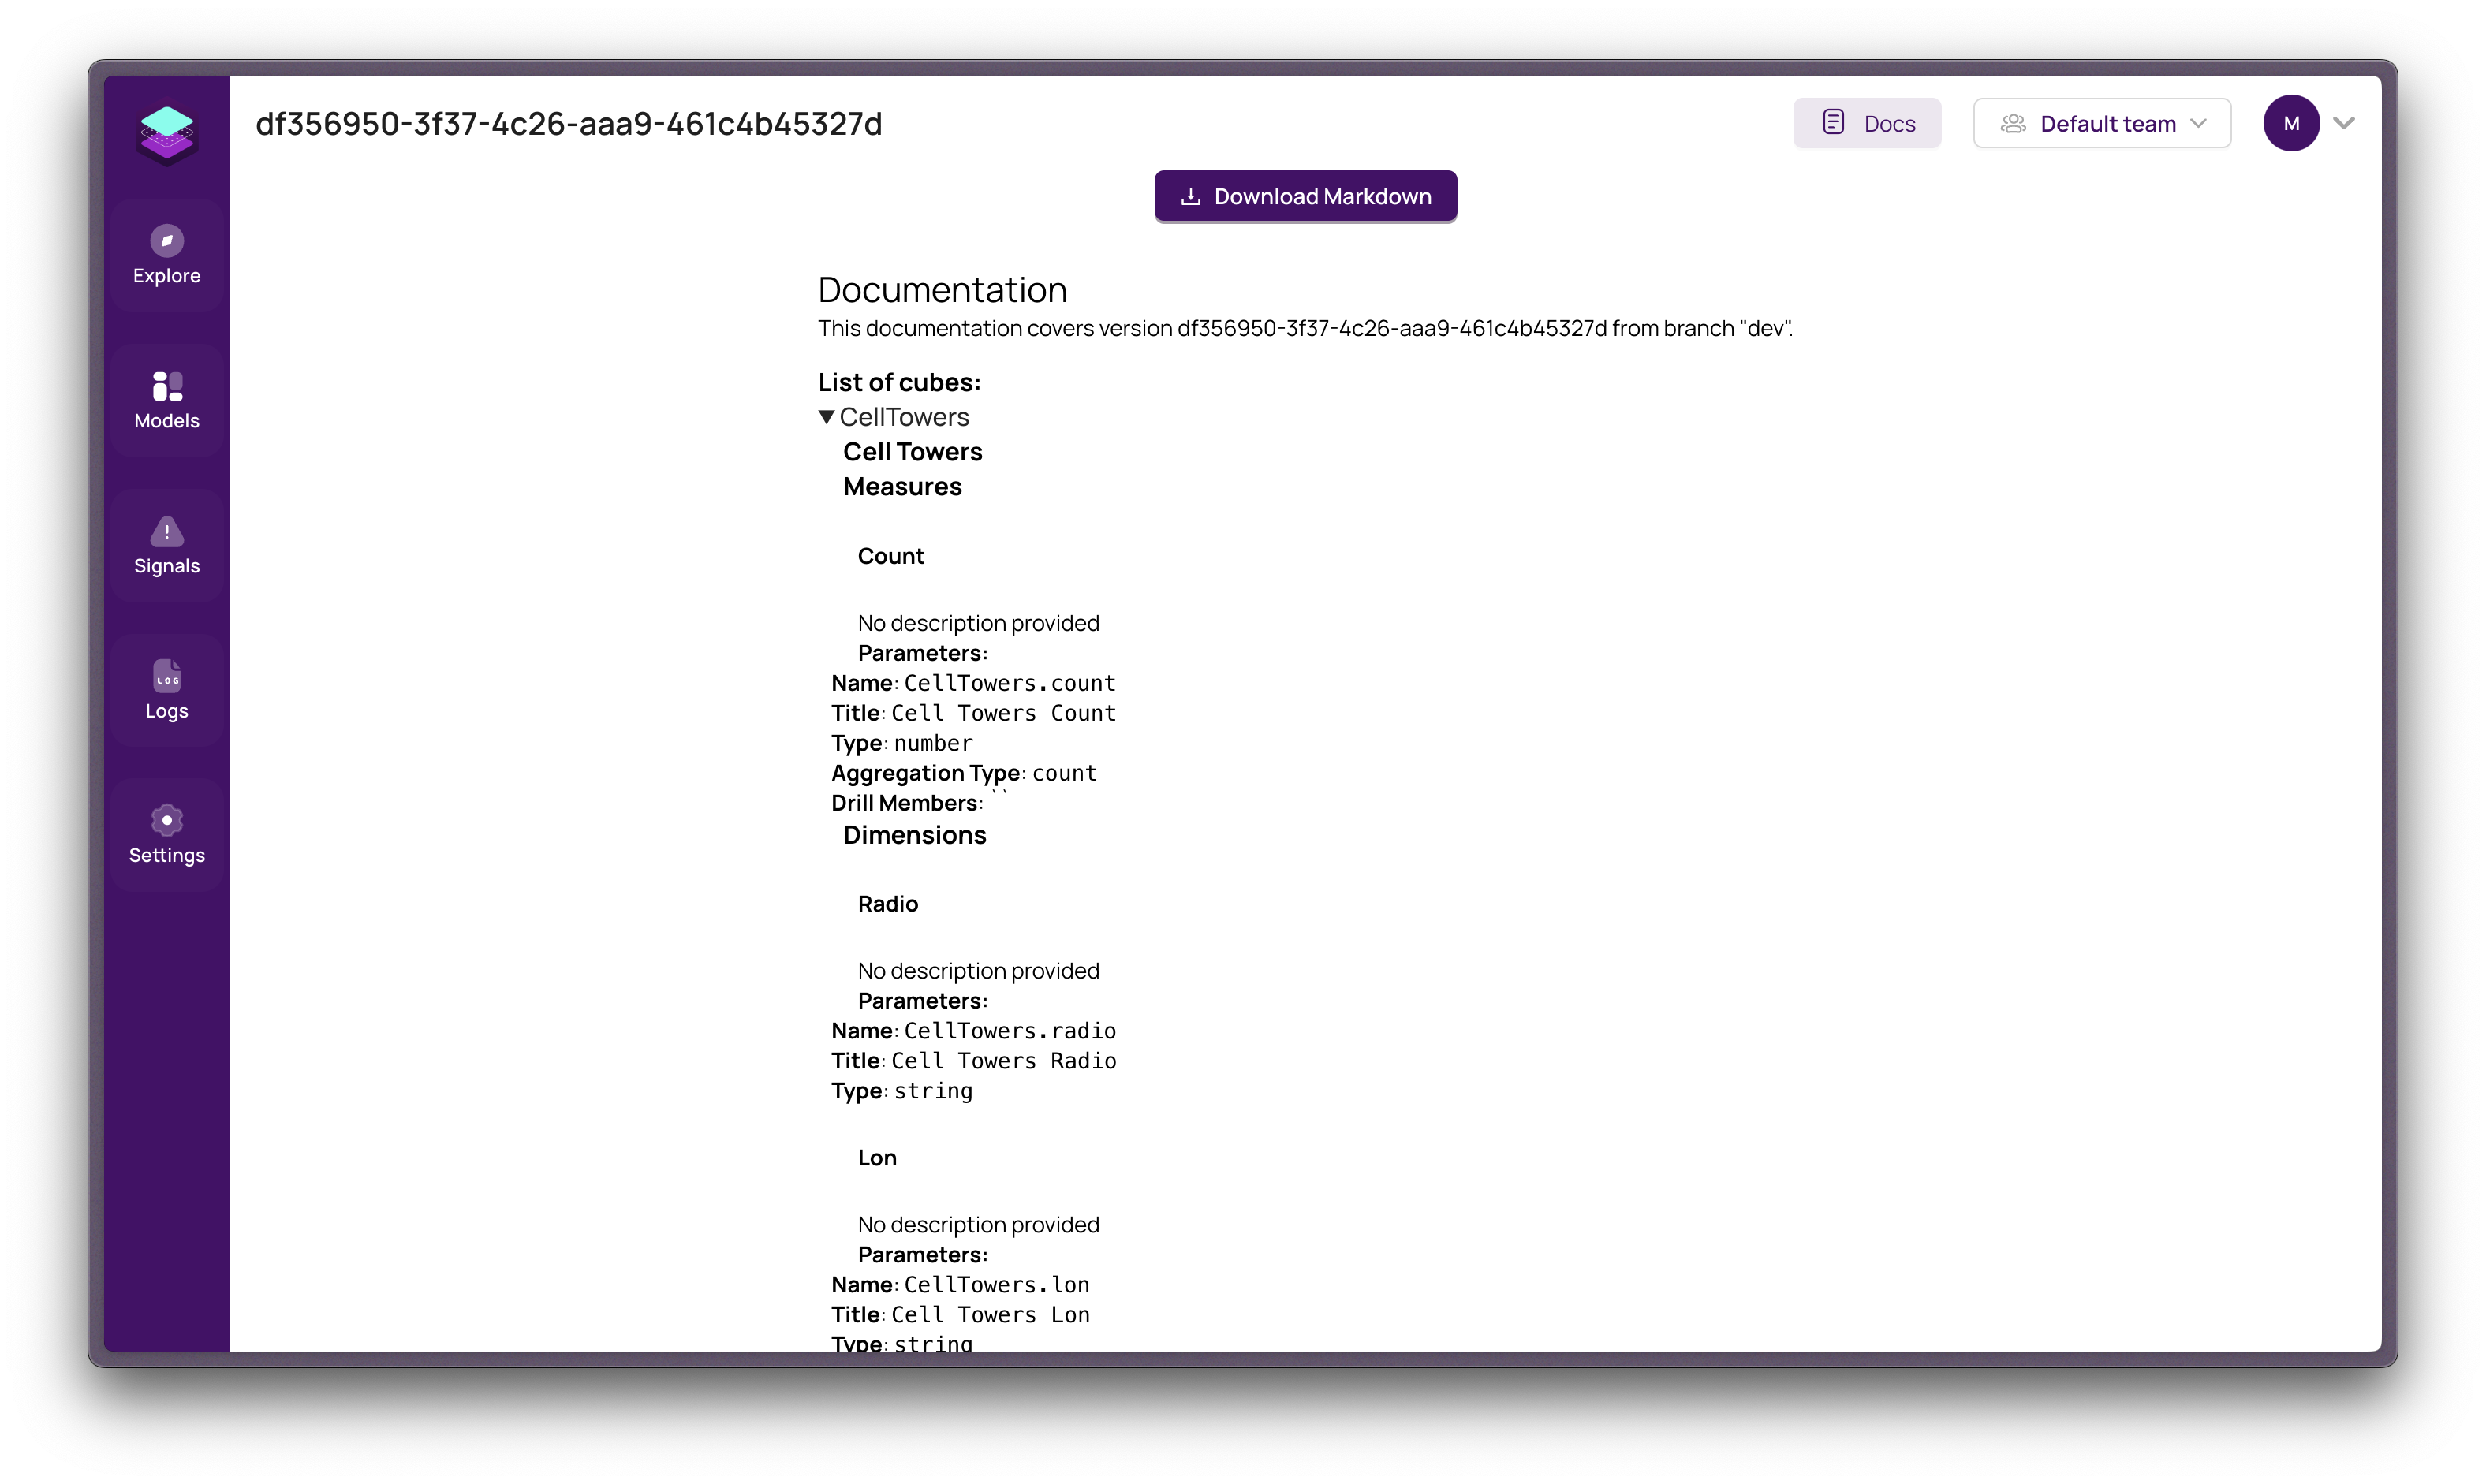 df356950-3f37-4c26-aaa9-461c4b45327d
Docs
Default team
M
Explore
Models
Signals
LOG
Logs
Settings
Download Markdown
Documentation
This documentation covers version df356950-3f37-4c26-aaa9-461c4b45327d from branch "dev".
List of cubes:
CellTowers
Cell Towers
Measures
Count
No description provided
Parameters:
Name: CellTowers.count
Title: Cell Towers Count
Type: number
Aggregation Type: count
Drill Members: ``
Dimensions
Radio
No description provided
Parameters:
Name: CellTowers.radio
Title: Cell Towers Radio
Type: string
Lon
No description provided
Parameters:
Name: CellTowers.lon
Title: Cell Towers Lon
Type: string